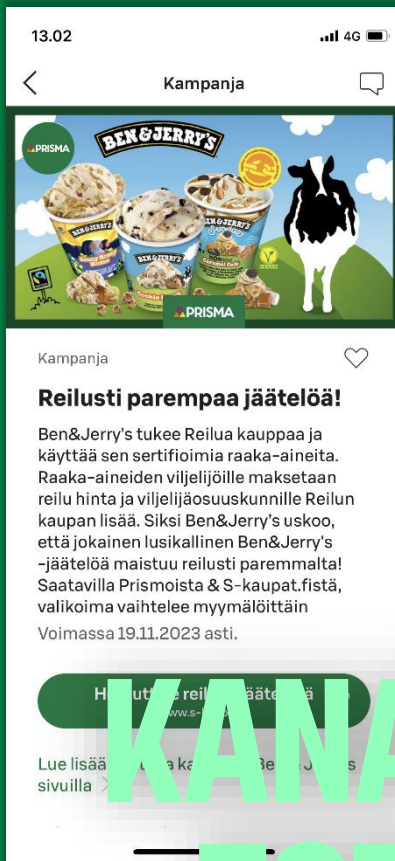 13.02
4G
Kampanja
PRISMA
BEN & JERRY'S
PRISMA
Kampanja
Reilusti parempaa jäätelöä!
Ben&Jerry's tukee Reilua kauppaa ja
käyttää sen sertifioimia raaka-aineita.
Raaka-aineiden viljelijöille maksetaan
reilu hinta ja viljelijäosuuskunnille Reilun
kaupan lisää. Siksi Ben&Jerry's uskoo,
että jokainen lusikallinen Ben&Jerry's
-jäätelöä maistuu reilusti paremmalta!
Saatavilla Prismoista & S-kaupat.fistä,
valikoima vaihtelee myymälöittäin
Voimassa 19.11.2023 asti.
Lue lisää
sivuilla
KANA